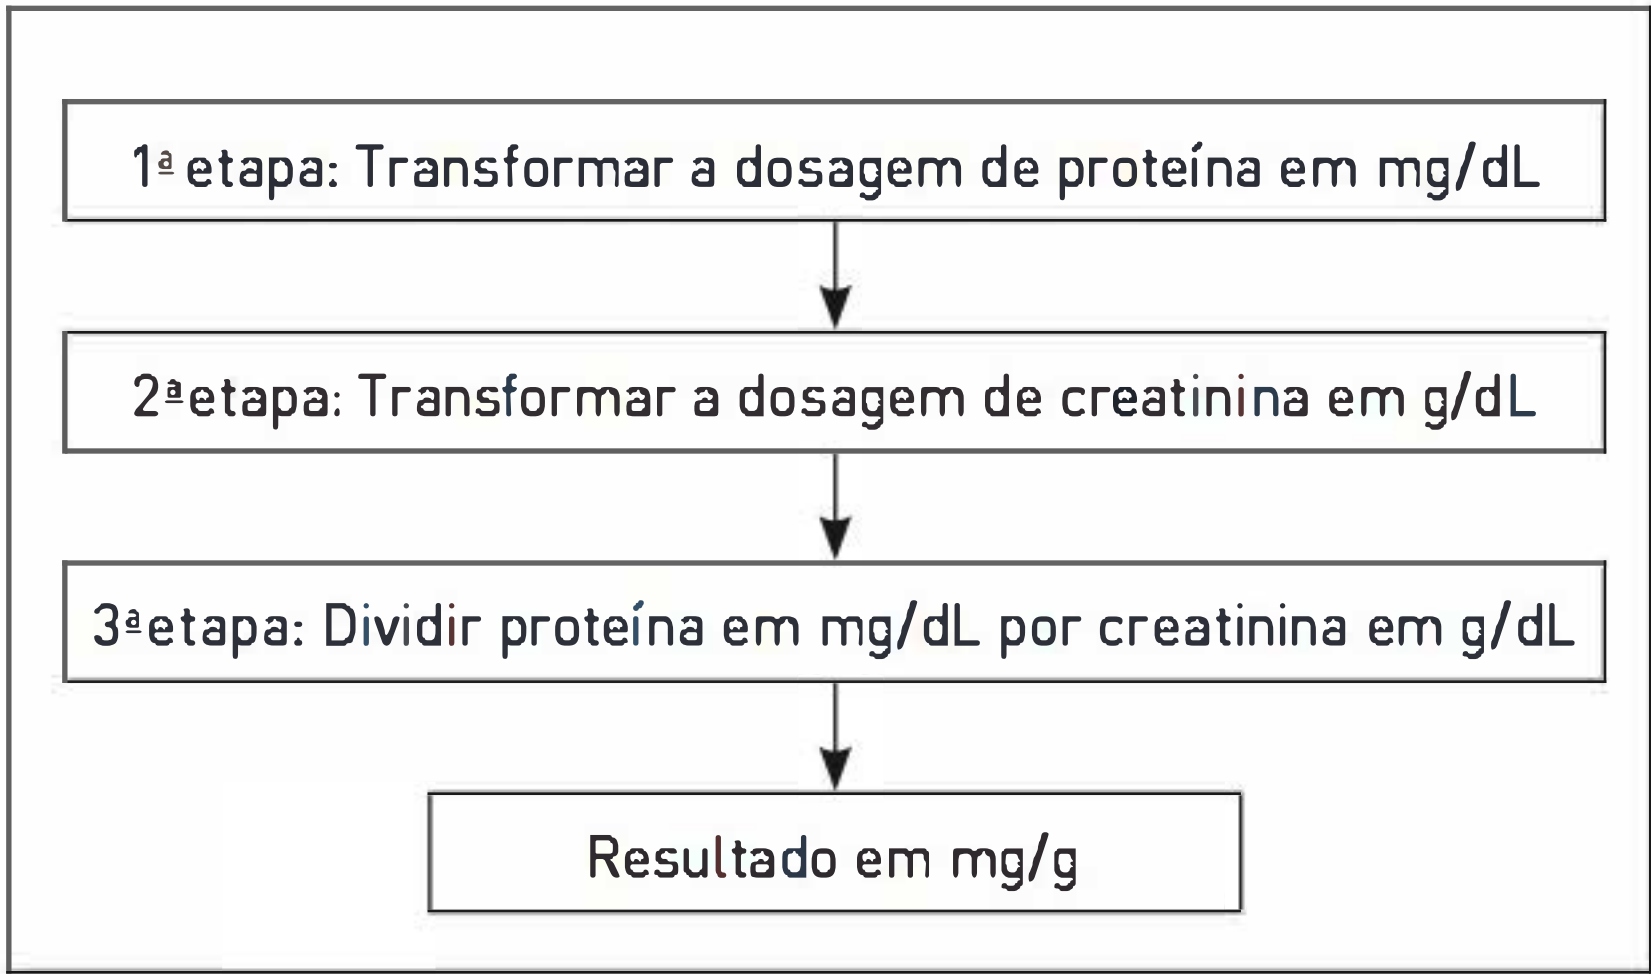 1ª etapa: Transformar a dosagem de proteína em mg/dL
2ªetapa: Transformar a dosagem de creatinina em g/dL
3ªetapa: Dividir proteína em mg/dL por creatinina em g/dL
Resultado em mg/g